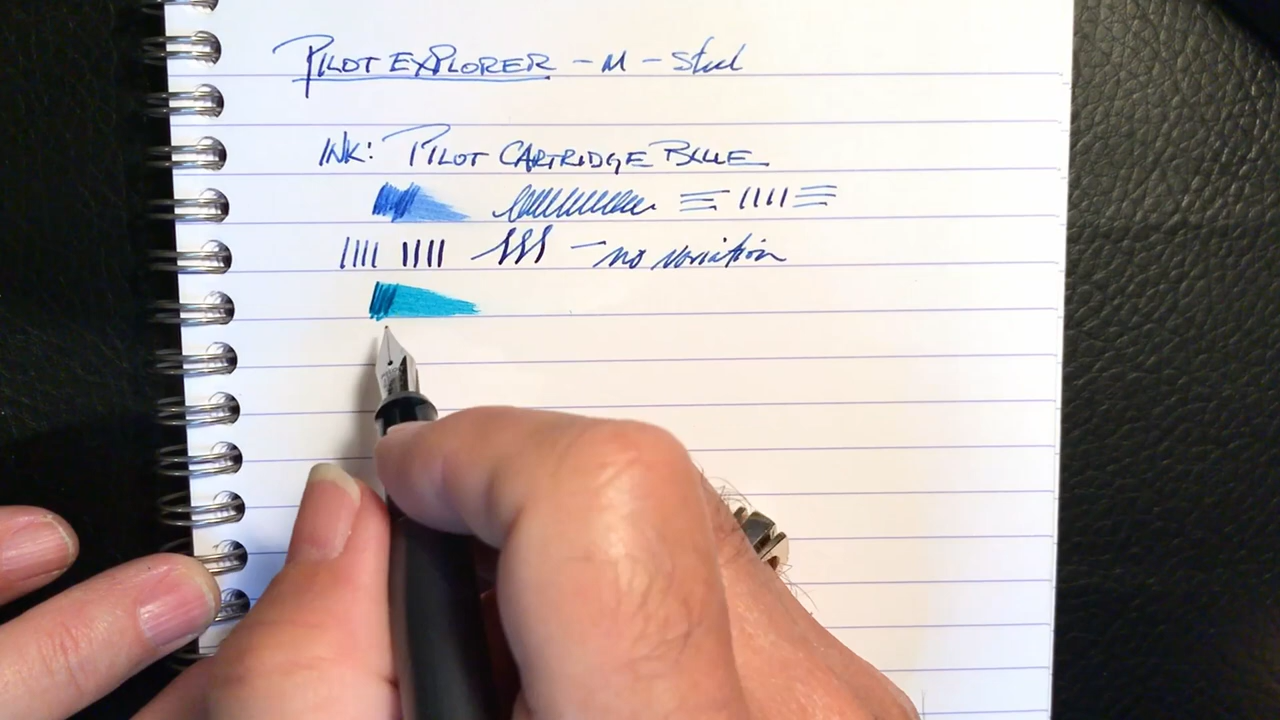 PILOT EXPLORER - M - Steel
INK: PILOT CARTRIDGE BLUE
- no variation